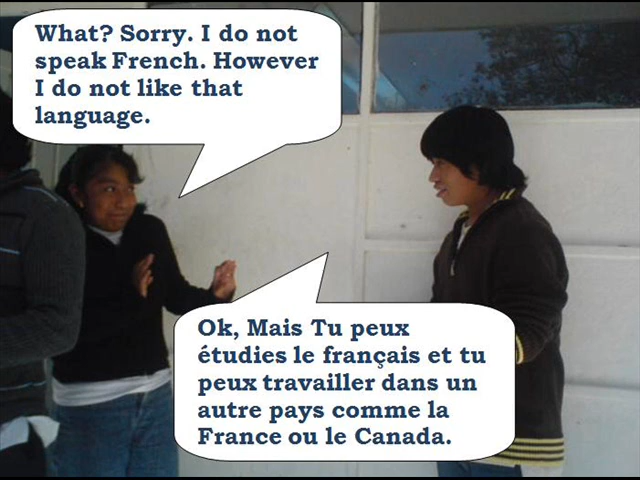 What? Sorry. I do not
speak French. However
I do not like that
language.
Ok, Mais Tu peux
étudies le français et tu
peux travailler dans un
autre pays comme la
France ou le Canada.